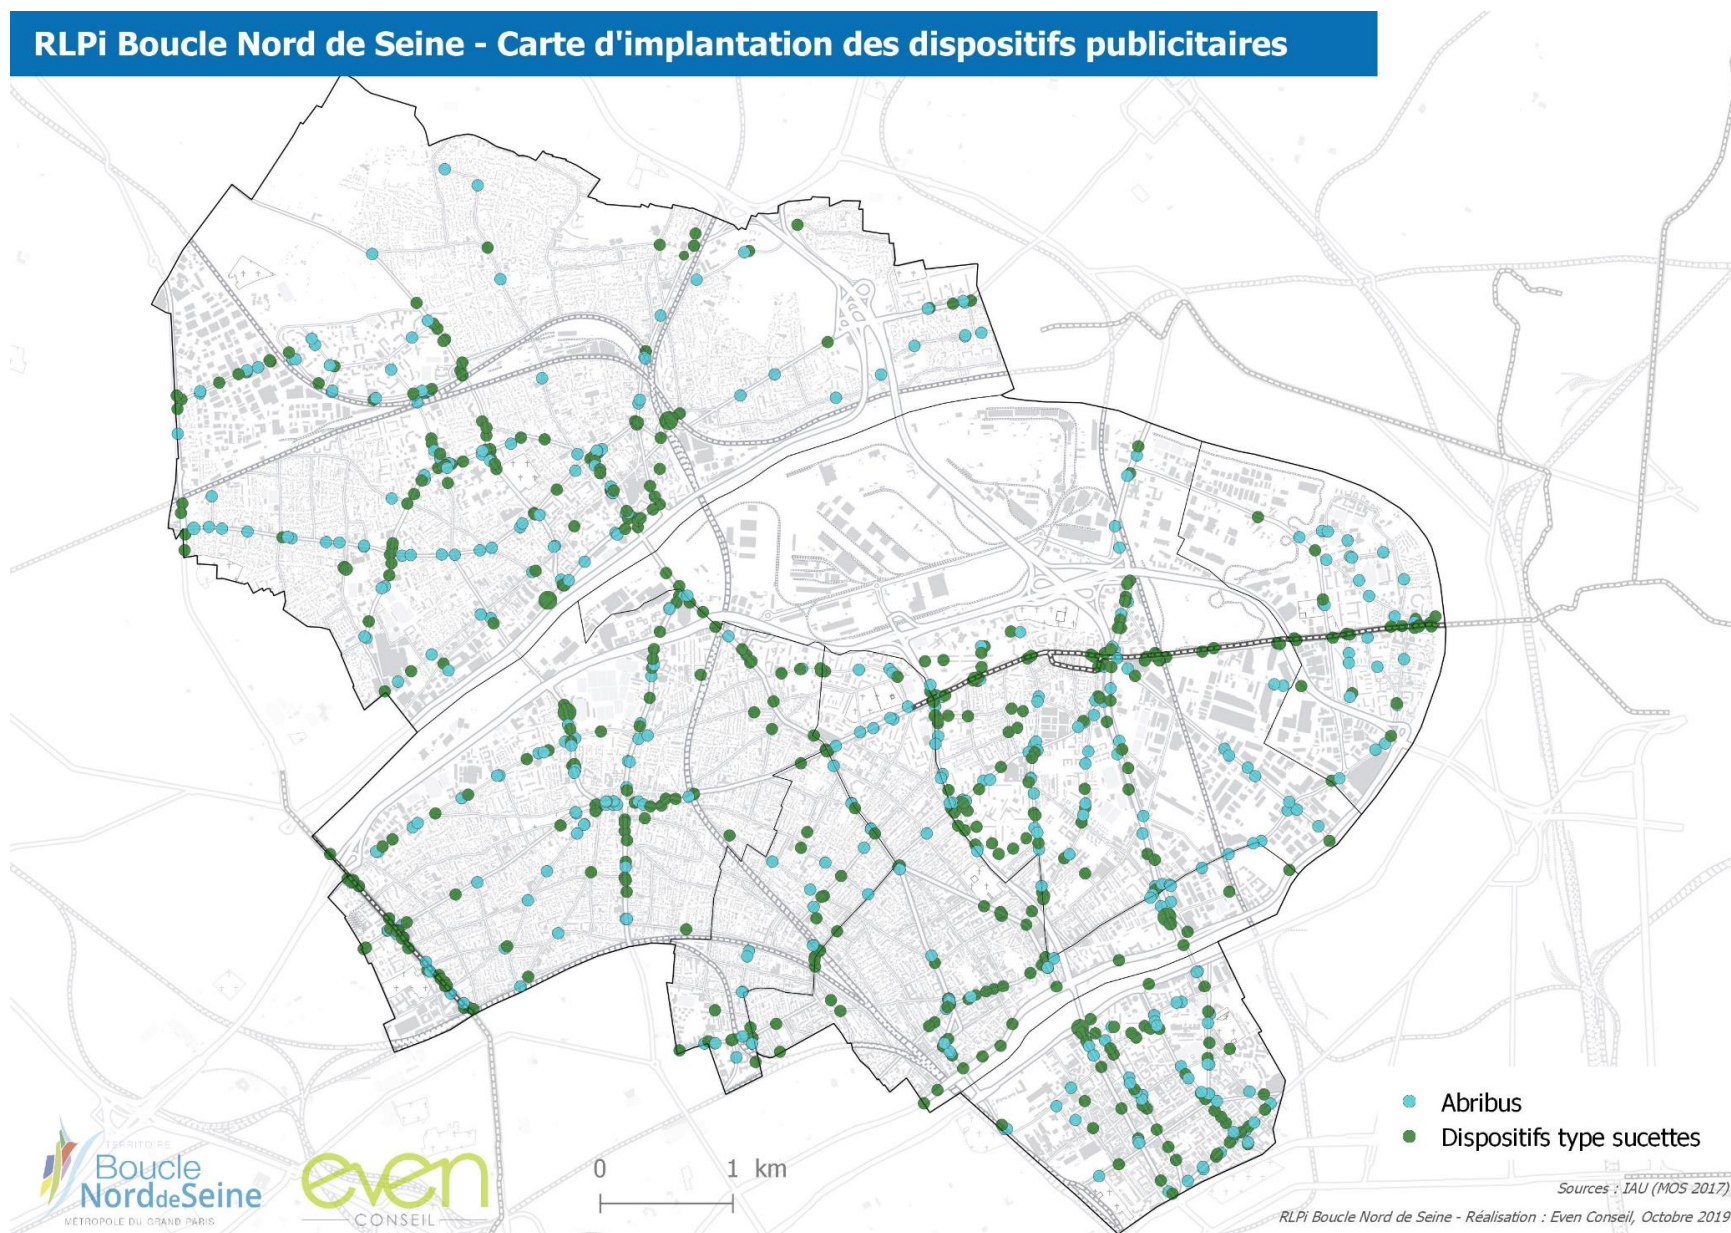 RLPi Boucle Nord de Seine - Carte d'implantation des dispositifs publicitaires
Abribus
Dispositifs type sucettes
TERRITOIRE
Boucle
NorddeSeine
MÉTROPOLE DU GRAND PARIS
even
CONSEIL
0 1 km
Sources : IAU (MOS 2017)
RLPi Boucle Nord de Seine - Réalisation : Even Conseil, Octobre 2019